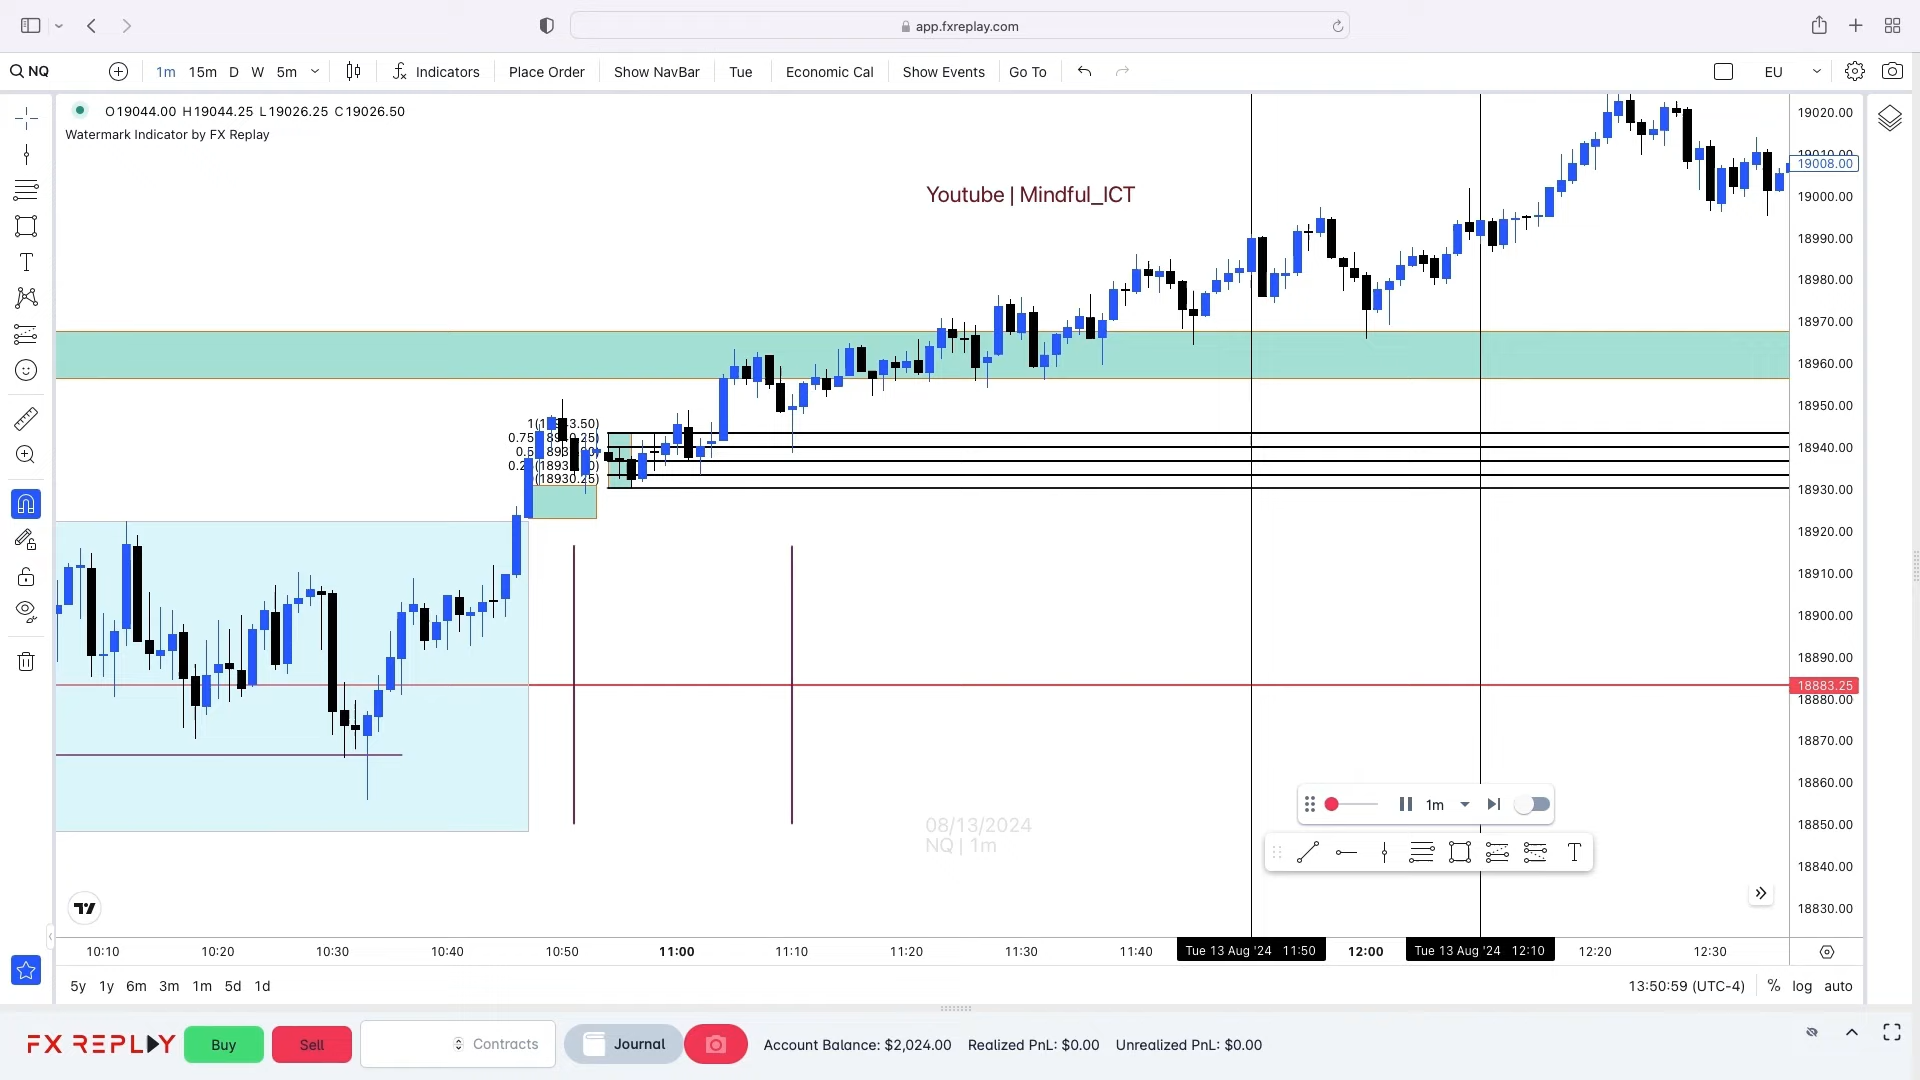 app.fxreplay.com
NQ 1m 15m D W 5m Indicators Place Order Show NavBar Tue Economic Cal Show Events Go To EU
O19044.00 H19044.25 L19026.25 C19026.50
Watermark Indicator by FX Replay
Youtube | Mindful_ICT
19020.00
19010.00
19008.00
19000.00
18990.00
18980.00
18970.00
18960.00
18950.00
18940.00
18930.00
18920.00
18910.00
18900.00
18890.00
18883.25
18880.00
18870.00
18860.00
18850.00
18840.00
18830.00
(18930.25)
08/13/2024
NQ | 1m
1m
10:10 10:20 10:30 10:40 10:50 11:00 11:10 11:20 11:30 11:40 Tue 13 Aug '24 11:50 12:00 Tue 13 Aug '24 12:10 12:20 12:30
5y 1y 6m 3m 1m 5d 1d 13:50:59 (UTC-4) % log auto
FX REPLAY Buy Sell Contracts Journal Account Balance: $2,024.00 Realized PnL: $0.00 Unrealized PnL: $0.00